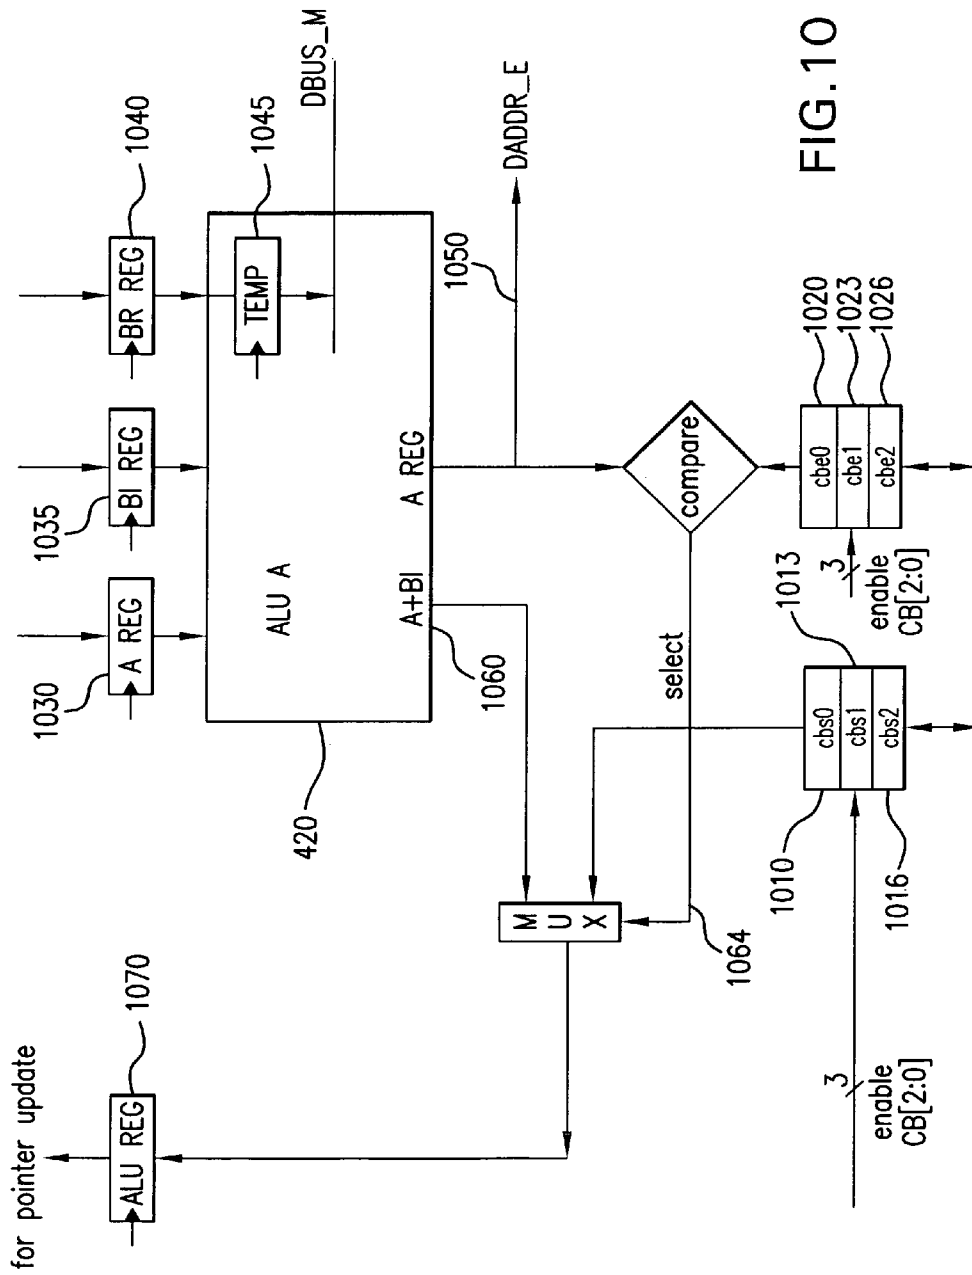 for pointer update
ALU REG
1070
1030
A REG
1035
BI REG
BR REG
1040
420
ALU A
TEMP
1045
DBUS_M
A+BI
1060
A REG
1050
DADDR_E
MUX
1064
select
compare
1010
1016
cbs0
cbs1
cbs2
1013
3
enable
CB[2:0]
3
enable
CB[2:0]
cbe0
cbe1
cbe2
1020
1023
1026
FIG.10